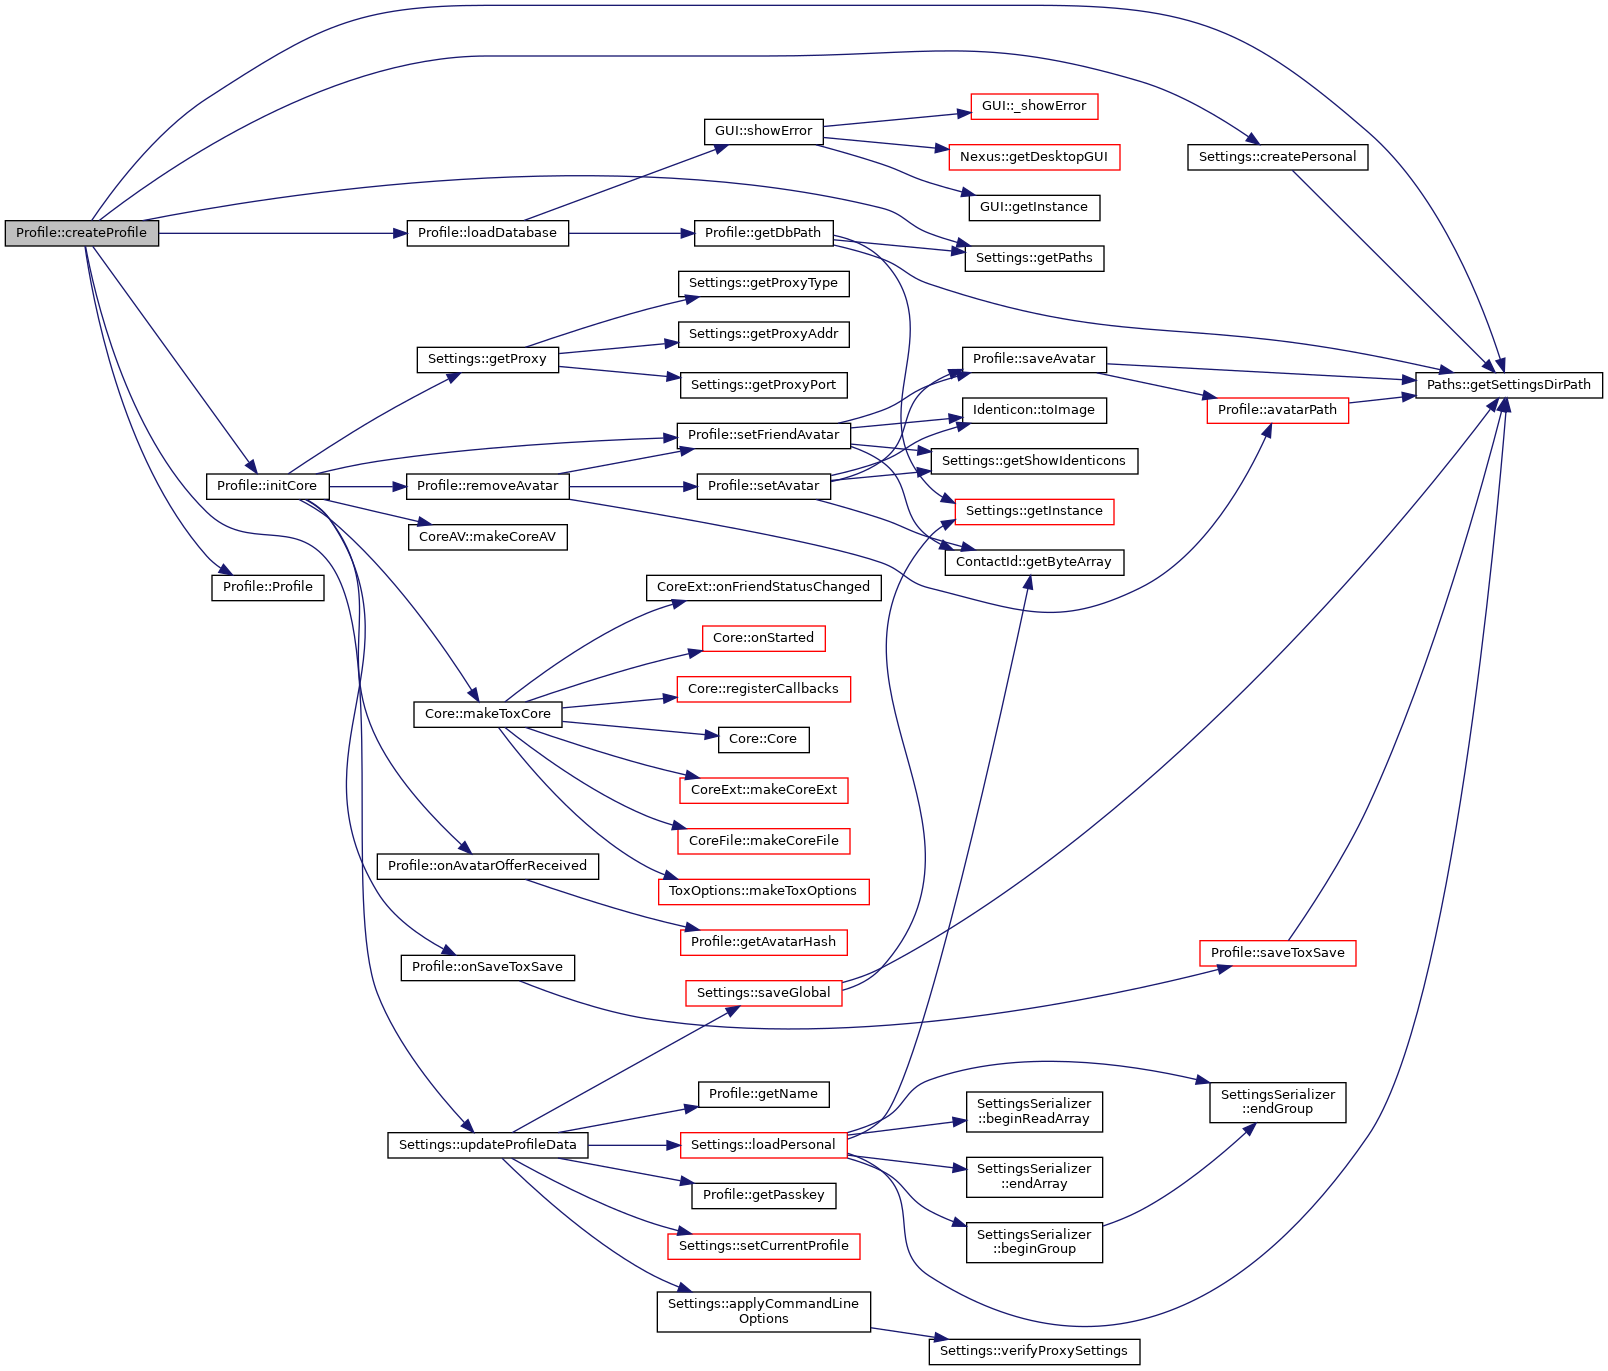 Profile::createProfile
Profile::initCore
Profile::Profile
Profile::loadDatabase
Settings::getProxy
Profile::removeAvatar
CoreAV::makeCoreAV
Core::makeToxCore
Profile::onAvatarOfferReceived
Profile::onSaveToxSave
Settings::updateProfileData
GUI::showError
Profile::getDbPath
Settings::getProxyType
Settings::getProxyAddr
Settings::getProxyPort
Profile::setFriendAvatar
Profile::setAvatar
CoreExt::onFriendStatusChanged
Core::onStarted
Core::registerCallbacks
Core::Core
CoreExt::makeCoreExt
CoreFile::makeCoreFile
ToxOptions::makeToxOptions
Profile::getAvatarHash
Settings::saveGlobal
Profile::getName
Settings::loadPersonal
Profile::getPasskey
Settings::setCurrentProfile
Settings::applyCommandLine
Options
GUI::_showError
Nexus::getDesktopGUI
GUI::getInstance
Settings::getPaths
Profile::saveAvatar
Identicon::toImage
Settings::getShowIdenticons
Settings::getInstance
ContactId::getByteArray
SettingsSerializer
::beginReadArray
SettingsSerializer
::endArray
SettingsSerializer
::beginGroup
Settings::verifyProxySettings
Settings::createPersonal
Profile::avatarPath
Profile::saveToxSave
SettingsSerializer
::endGroup
Paths::getSettingsDirPath